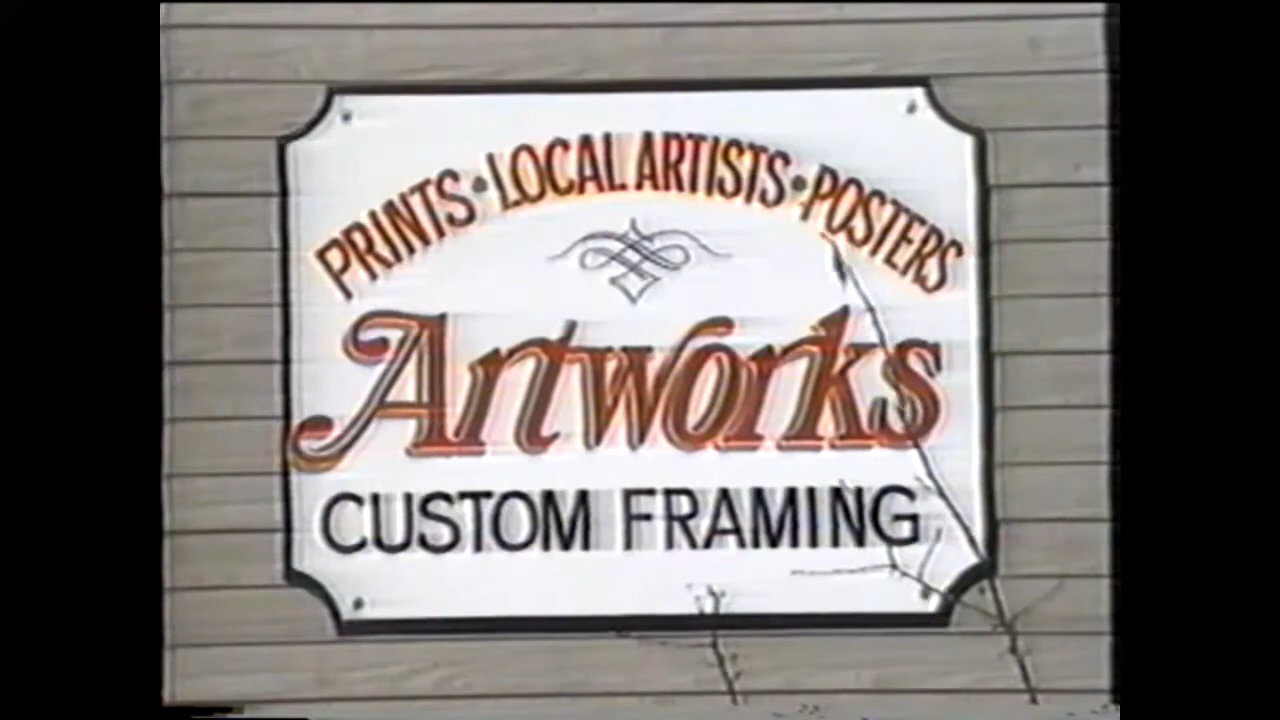 PRINTS • LOCAL ARTISTS • POSTERS
Artworks
CUSTOM FRAMING